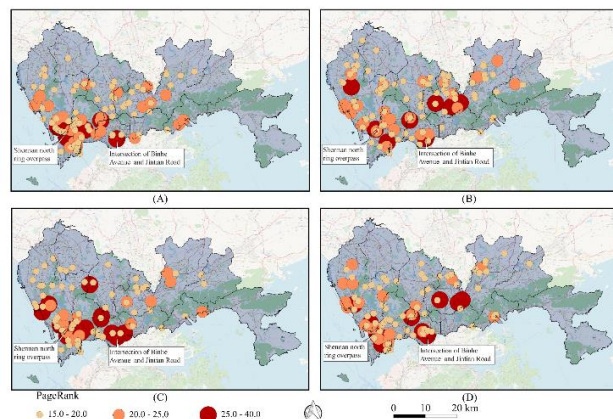 Shennan north
ring overpass
Intersection of Binhe
Avenue and Jintian Road
(A)
Shennan north
ring overpass
Intersection of Binhe
Avenue and Jintian Road
(B)
Shennan north
ring overpass
Intersection of Binhe
Avenue and Jintian Road
(C)
Shennan north
ring overpass
Intersection of Binhe
Avenue and Jintian Road
(D)
PageRank
15.0 - 20.0
20.0 - 25.0
25.0 - 40.0
0 10 20 km